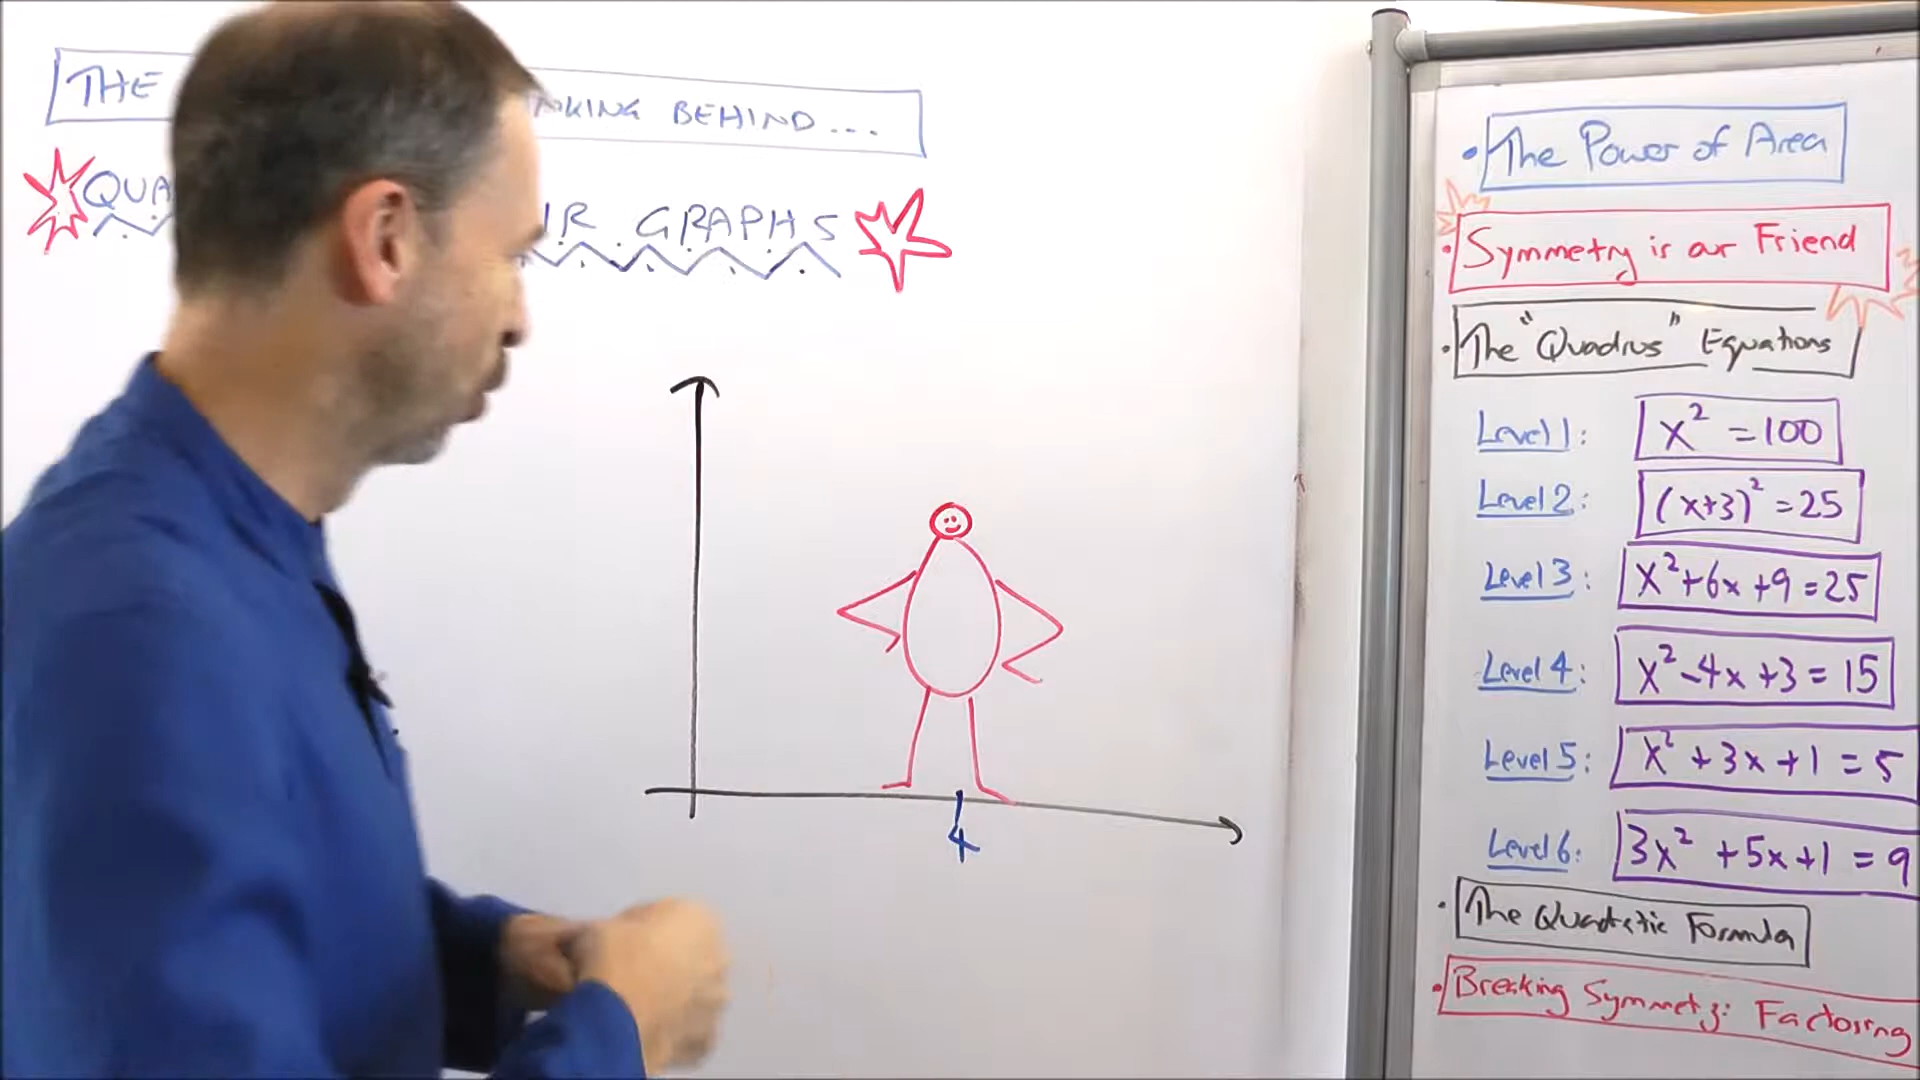 THE
BEHIND...
GRAPHS
4
• The Power of Area
• Symmetry is our Friend
• The "Quadrus" Equations
Level 1: x² = 100
Level 2: (x+3)² = 25
Level 3: x²+6x+9=25
Level 4: x²-4x+3=15
Level 5: x²+3x+1=5
Level 6: 3x²+5x+1=9
• The Quadratic Formula
• Breaking Symmetry: Factoring